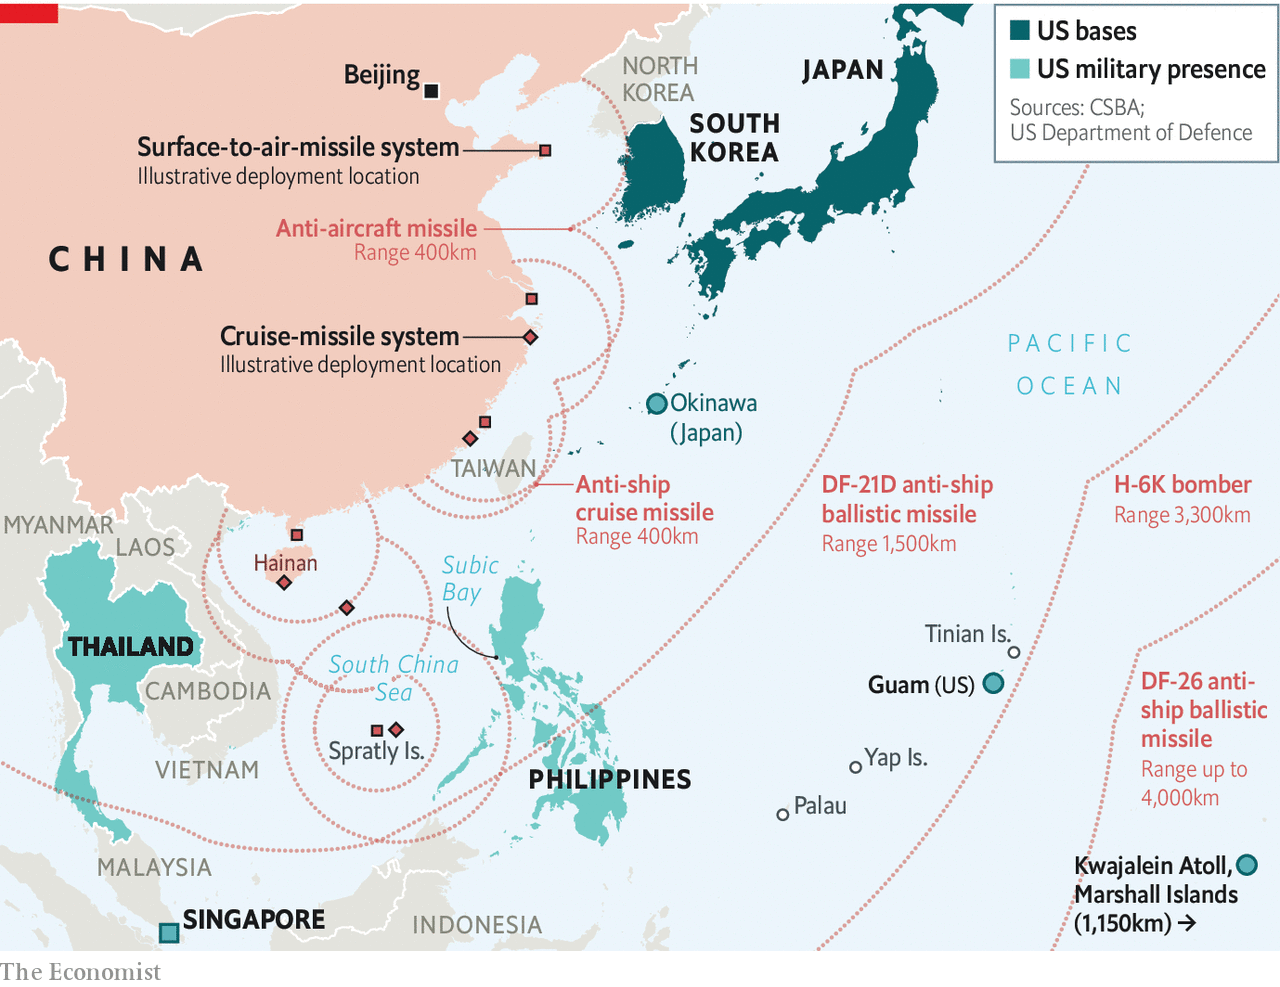 US bases
US military presence
Sources: CSBA;
US Department of Defence
Beijing
NORTH
KOREA
JAPAN
SOUTH
KOREA
Surface-to-air-missile system
Illustrative deployment location
Anti-aircraft missile
Range 400km
CHINA
Cruise-missile system
Illustrative deployment location
PACIFIC
OCEAN
Okinawa
(Japan)
TAIWAN
Anti-ship
cruise missile
Range 400km
DF-21D anti-ship
ballistic missile
Range 1,500km
H-6K bomber
Range 3,300km
MYANMAR
LAOS
Hainan
Subic
Bay
THAILAND
South China
Sea
CAMBODIA
Tinian Is.
Guam (US)
DF-26 anti-
ship ballistic
missile
Range up to
4,000km
Spratly Is.
VIETNAM
Yap Is.
PHILIPPINES
Palau
MALAYSIA
Kwajalein Atoll,
Marshall Islands
(1,150km) →
SINGAPORE
INDONESIA
The Economist